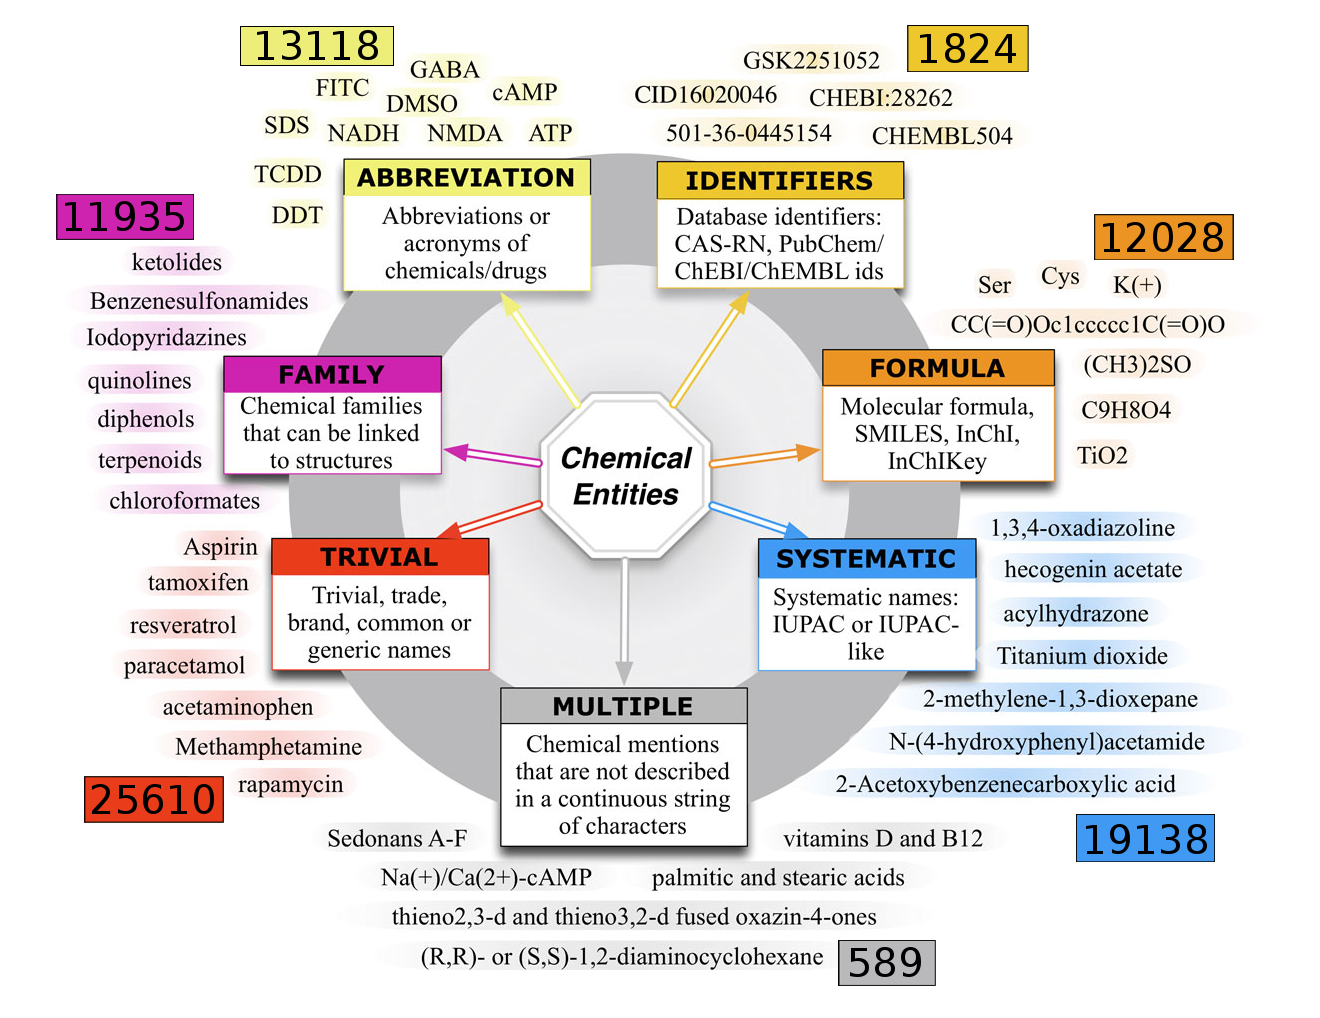 13118
GABA
FITC
DMSO
cAMP
SDS
NADH
NMDA
ATP
TCDD
DDT
ABBREVIATION
Abbreviations or
acronyms of
chemicals/drugs
1824
GSK2251052
CID16020046
CHEBI:28262
501-36-0445154
CHEMBL504
IDENTIFIERS
Database identifiers:
CAS-RN, PubChem/
ChEBI/ChEMBL ids
11935
ketolides
Benzenesulfonamides
Iodopyridazines
quinolines
diphenols
terpenoids
chloroformates
FAMILY
Chemical families
that can be linked
to structures
12028
Ser
Cys
K(+)
CC(=O)Oc1ccccc1C(=O)O
(CH3)2SO
C9H8O4
TiO2
FORMULA
Molecular formula,
SMILES, InChI,
InChIKey
Chemical
Entities
Aspirin
tamoxifen
resveratrol
paracetamol
acetaminophen
Methamphetamine
rapamycin
25610
TRIVIAL
Trivial, trade,
brand, common or
generic names
SYSTEMATIC
Systematic names:
IUPAC or IUPAC-
like
1,3,4-oxadiazoline
hecogenin acetate
acylhydrazone
Titanium dioxide
2-methylene-1,3-dioxepane
N-(4-hydroxyphenyl)acetamide
2-Acetoxybenzenecarboxylic acid
19138
MULTIPLE
Chemical mentions
that are not described
in a continuous string
of characters
Sedonans A-F
vitamins D and B12
Na(+)/Ca(2+)-cAMP
palmitic and stearic acids
thieno2,3-d and thieno3,2-d fused oxazin-4-ones
(R,R)- or (S,S)-1,2-diaminocyclohexane
589